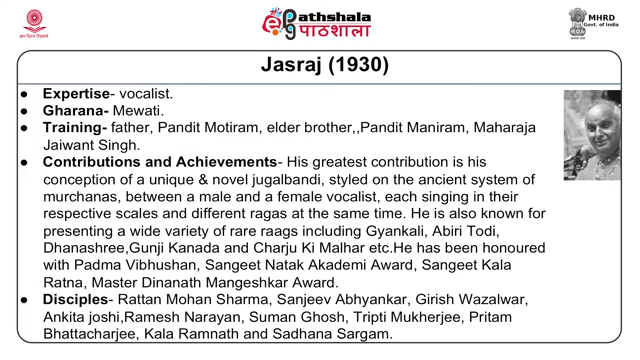 Pathshala
पाठशाला
MHRD
Govt. of India
Jasraj (1930)
● Expertise- vocalist.
● Gharana- Mewati.
● Training- father, Pandit Motiram, elder brother,,Pandit Maniram, Maharaja
Jaiwant Singh.
● Contributions and Achievements- His greatest contribution is his
conception of a unique & novel jugalbandi, styled on the ancient system of
murchanas, between a male and a female vocalist, each singing in their
respective scales and different ragas at the same time. He is also known for
presenting a wide variety of rare raags including Gyankali, Abiri Todi,
Dhanashree,Gunji Kanada and Charju Ki Malhar etc.He has been honoured
with Padma Vibhushan, Sangeet Natak Akademi Award, Sangeet Kala
Ratna, Master Dinanath Mangeshkar Award.
● Disciples- Rattan Mohan Sharma, Sanjeev Abhyankar, Girish Wazalwar,
Ankita joshi,Ramesh Narayan, Suman Ghosh, Tripti Mukherjee, Pritam
Bhattacharjee, Kala Ramnath and Sadhana Sargam.